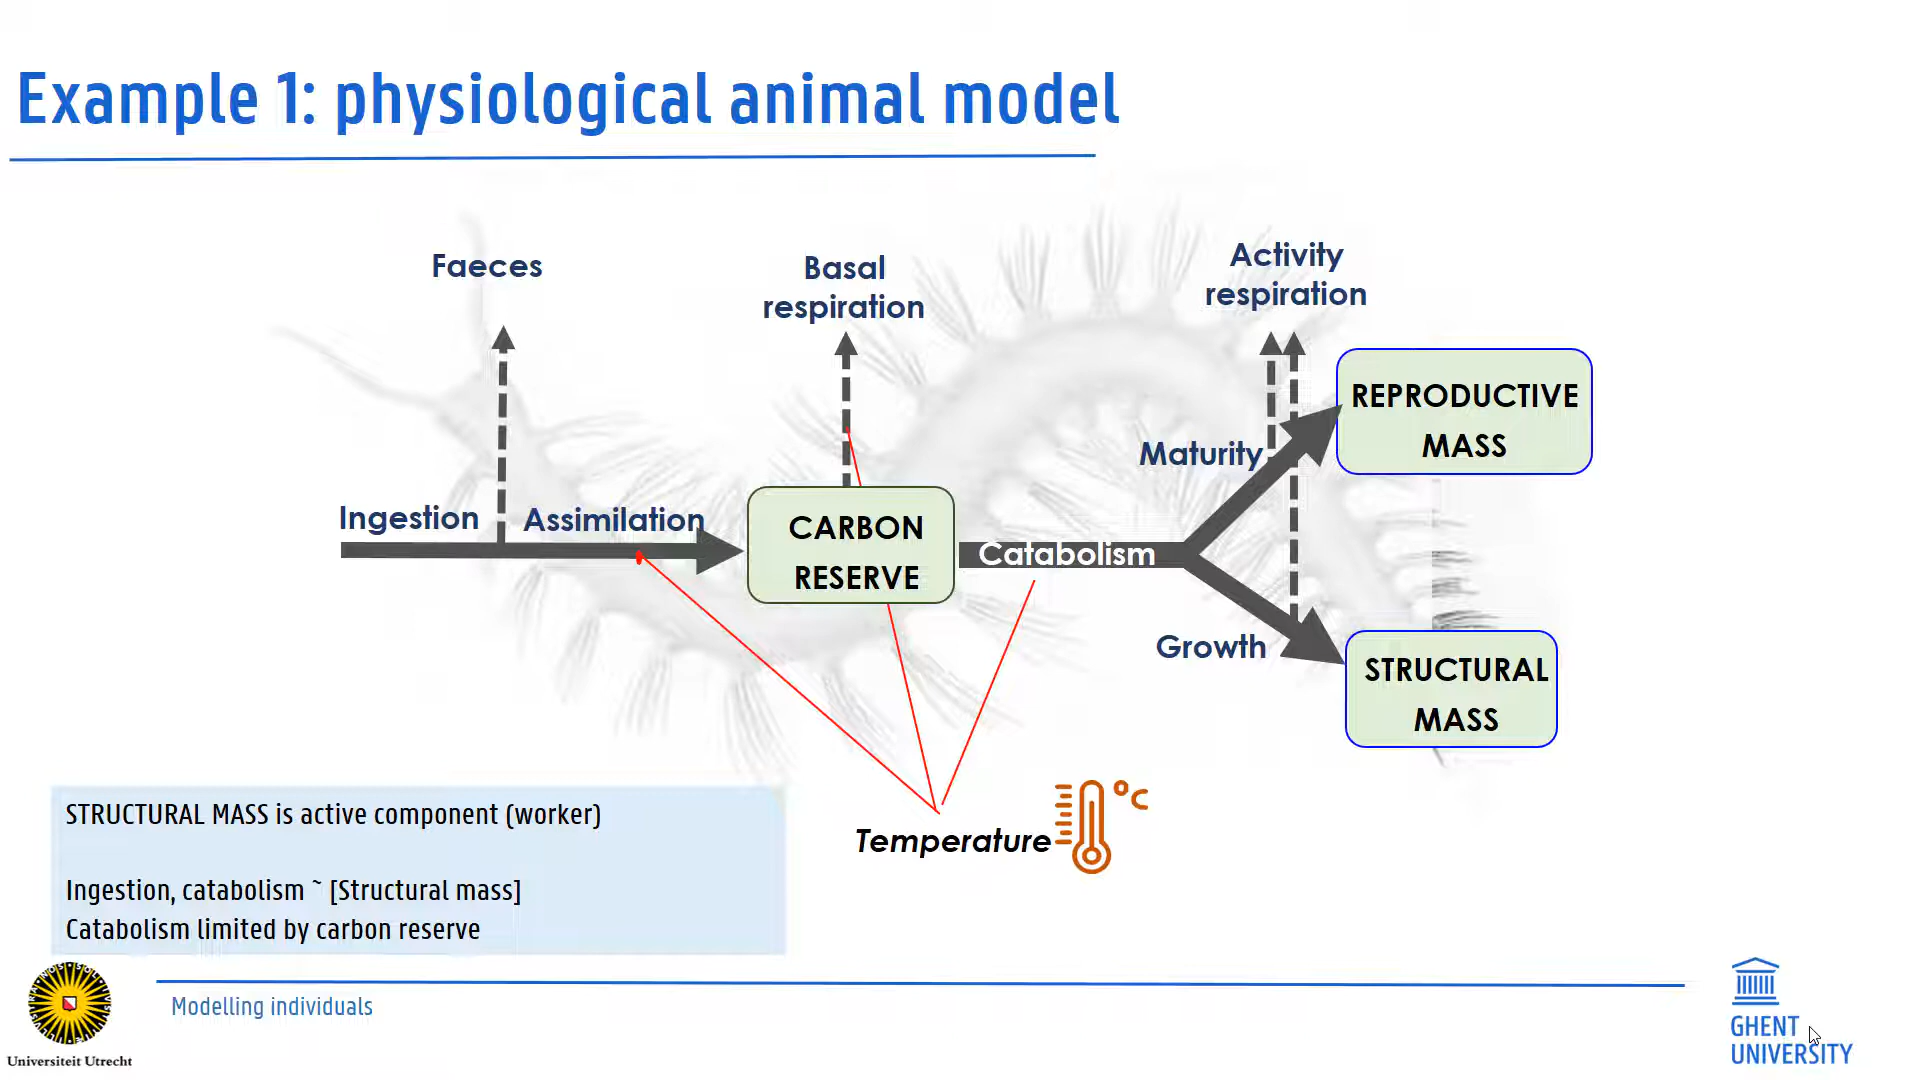 Example 1: physiological animal model
Faeces
Basal
respiration
Activity
respiration
REPRODUCTIVE
MASS
Maturity
Ingestion
Assimilation
CARBON
RESERVE
Catabolism
Growth
STRUCTURAL
MASS
STRUCTURAL MASS is active component (worker)
Ingestion, catabolism ~ [Structural mass]
Catabolism limited by carbon reserve
Temperature
°C
Modelling individuals
Universiteit Utrecht
GHENT
UNIVERSITY